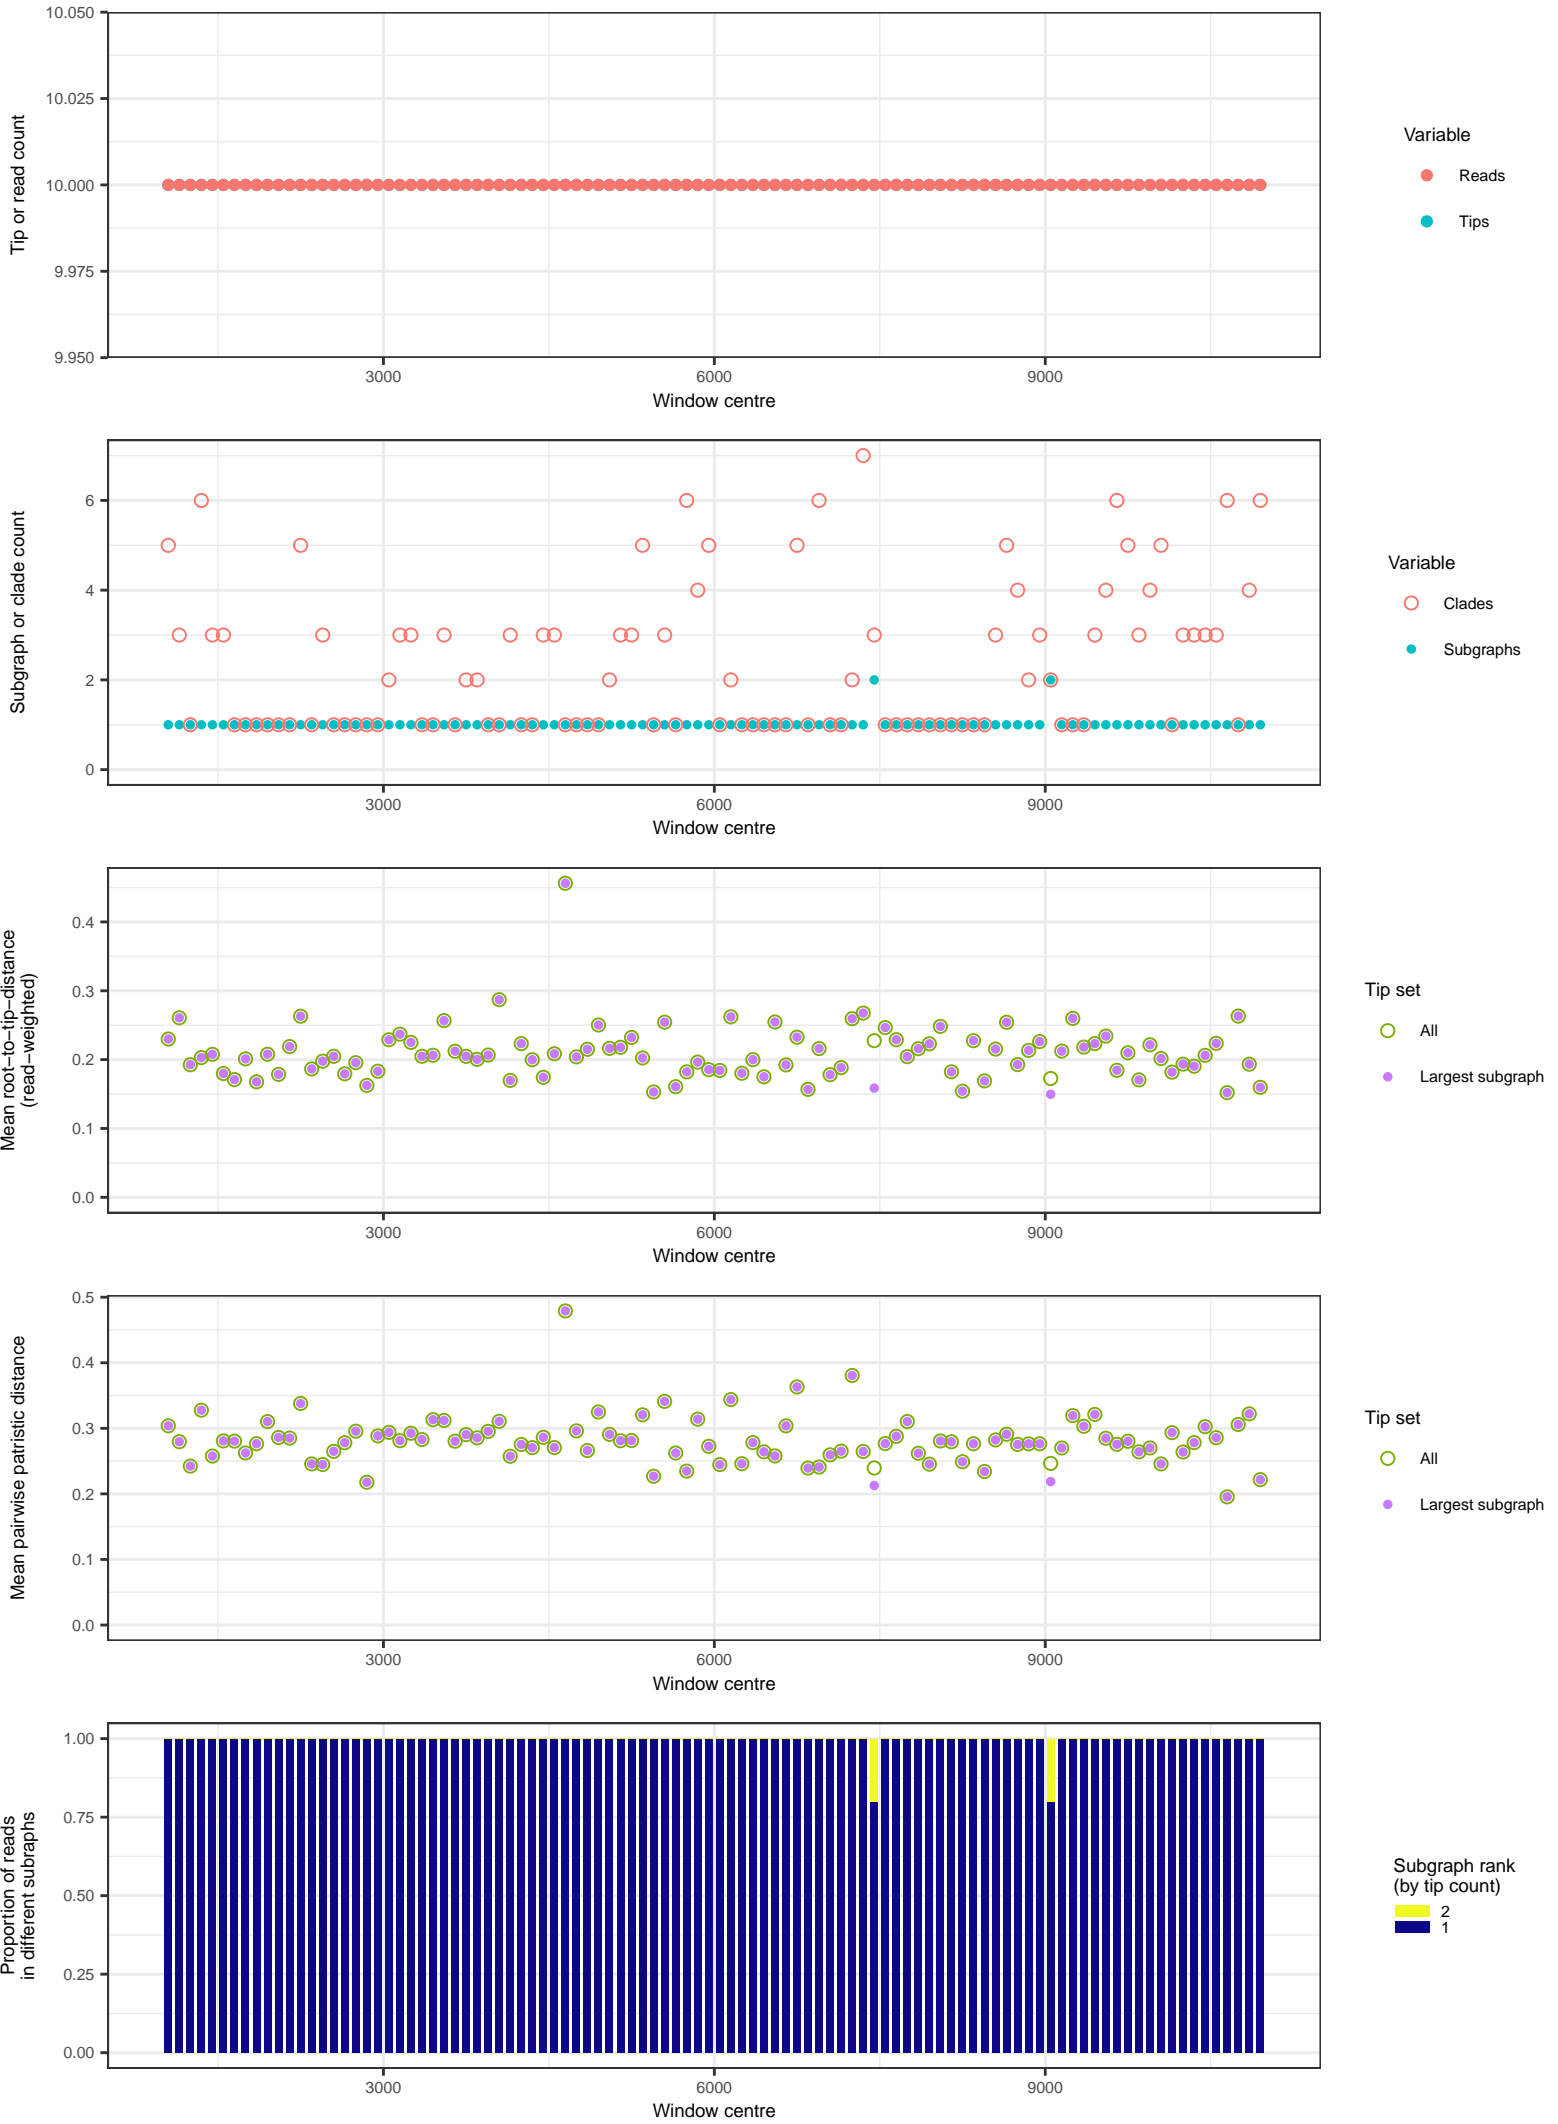 10.050
10.025
10.000
9.975
9.950
Tip or read count
3000
6000
9000
Window centre
Variable
Reads
Tips
6
4
2
0
Subgraph or clade count
3000
6000
9000
Window centre
Variable
Clades
Subgraphs
0.4
0.3
0.2
0.1
0.0
Mean root−to−tip−distance
(read−weighted)
3000
6000
9000
Window centre
Tip set
All
Largest subgraph
0.5
0.4
0.3
0.2
0.1
0.0
Mean pairwise patristic distance
3000
6000
9000
Window centre
Tip set
All
Largest subgraph
1.00
0.75
0.50
0.25
0.00
Proportion of reads
in different subraphs
3000
6000
9000
Window centre
Subgraph rank
(by tip count)
2
1